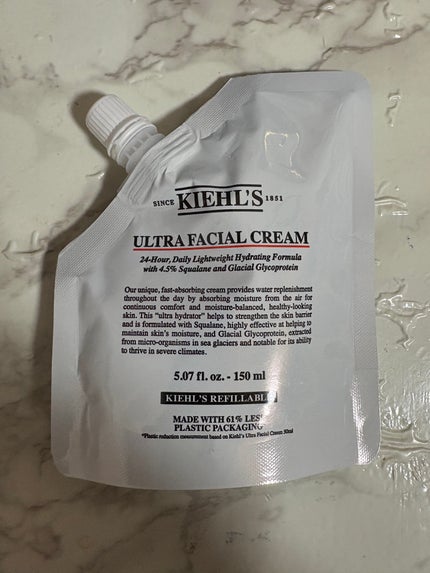 SINCE KIEHL'S 1851
ULTRA FACIAL CREAM
24-Hour, Daily Lightweight Hydrating Formula
with 4.5% Squalane and Glacial Glycoprotein
Our unique, fast-absorbing cream provides water replenishment
throughout the day by absorbing moisture from the air for
continuous comfort and moisture-balanced, healthy-looking
skin. This "ultra hydrator" helps to strengthen the skin barrier
and is formulated with Squalane, highly effective at helping to
maintain skin's moisture, and Glacial Glycoprotein, extracted
from micro-organisms in sea glaciers and notable for its ability
to thrive in severe climates.
5.07 fl. oz. - 150 ml
KIEHL'S REFILLABLE
MADE WITH 61% LESS
PLASTIC PACKAGING*
*Plastic reduction measurement based on Kiehl's Ultra Facial Cream 50ml